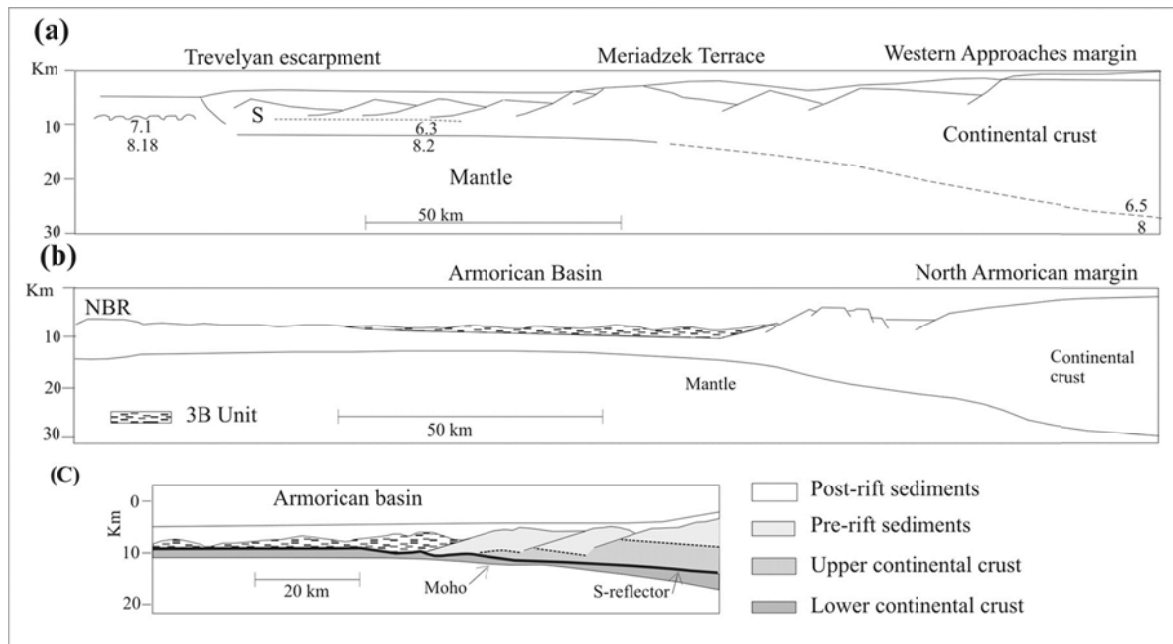 (a)
Trevelyan escarpment
Meriadzek Terrace
Western Approaches margin
Km
0
10
20
30
S
7.1
8.18
6.3
8.2
Mantle
Continental crust
50 km
6.5
8
(b)
Armorican Basin
North Armorican margin
Km
0
10
20
30
NBR
Mantle
Continental
crust
3B Unit
50 km
(C)
Armorican basin
Km
0
10
20
20 km
Moho
S-reflector
Post-rift sediments
Pre-rift sediments
Upper continental crust
Lower continental crust